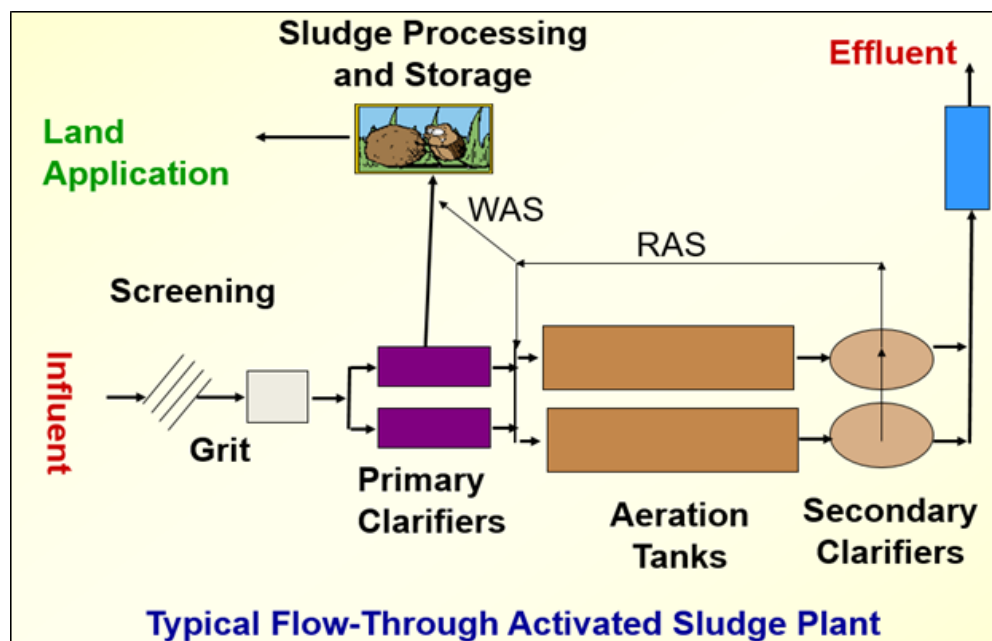 Sludge Processing
and Storage
Effluent
Land
Application
WAS
RAS
Screening
Influent
Grit
Primary
Clarifiers
Aeration
Tanks
Secondary
Clarifiers
Typical Flow-Through Activated Sludge Plant